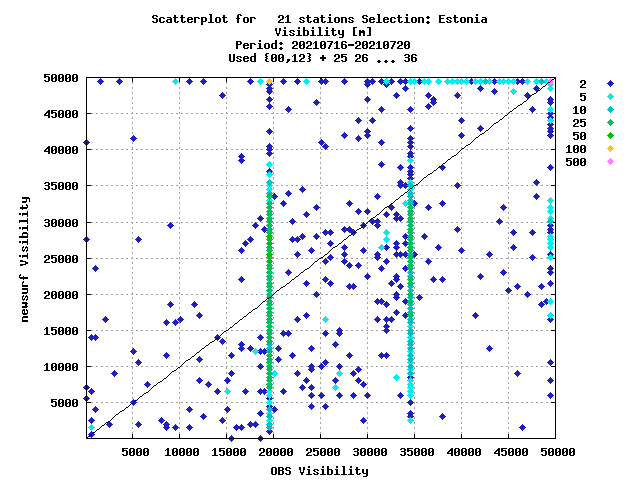 Scatterplot for   21 stations Selection: Estonia
Visibility [m]
Period: 20210716-20210720
Used {00,12} + 25 26 ... 36
50000
45000
40000
35000
30000
25000
20000
15000
10000
5000
newsurf Visibility
2
5
10
25
50
100
500
5000 10000 15000 20000 25000 30000 35000 40000 45000 50000
OBS Visibility